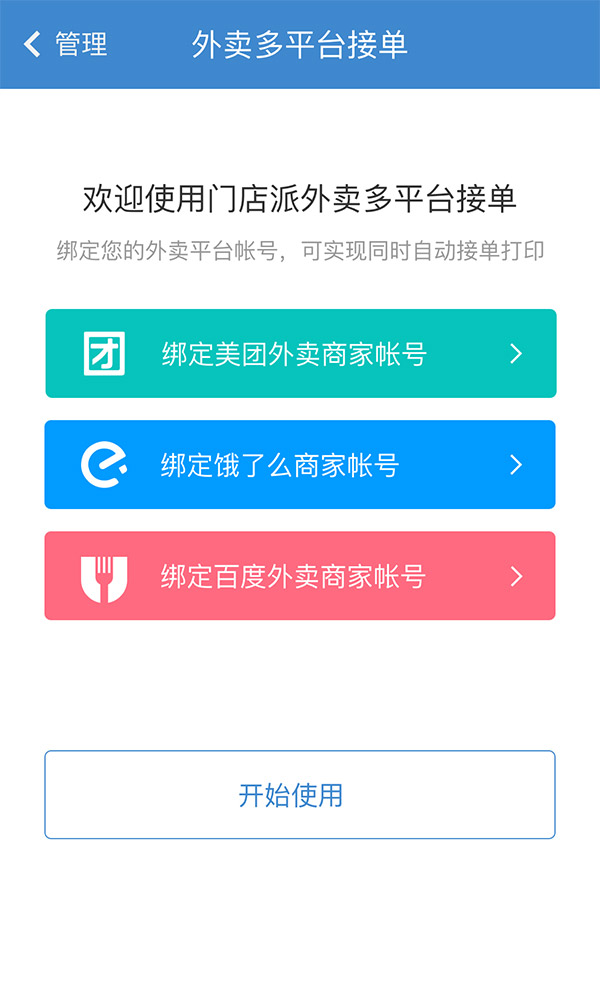 管理
外卖多平台接单
欢迎使用门店派外卖多平台接单
绑定您的外卖平台帐号，可实现同时自动接单打印
团
绑定美团外卖商家帐号
绑定饿了么商家帐号
绑定百度外卖商家帐号
开始使用